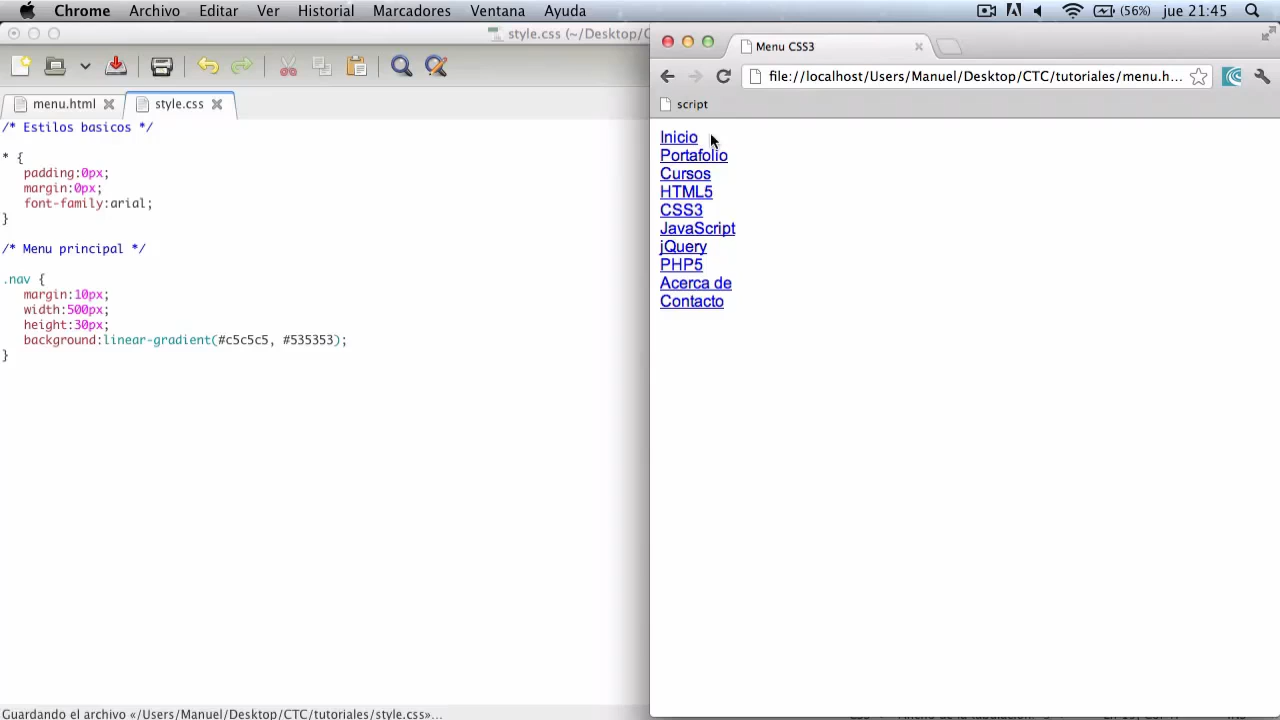 Chrome Archivo Editar Ver Historial Marcadores Ventana Ayuda (56%) jue 21:45
style.css (~/Desktop/C
menu.html style.css
/* Estilos basicos */
* {
padding:0px;
margin:0px;
font-family:arial;
}
/* Menu principal */
.nav {
margin:10px;
width:500px;
height:30px;
background:linear-gradient(#c5c5c5, #535353);
}
Guardando el archivo «/Users/Manuel/Desktop/CTC/tutoriales/style.css»...
Menu CSS3
file://localhost/Users/Manuel/Desktop/CTC/tutoriales/menu.h...
script
Inicio
Portafolio
Cursos
HTML5
CSS3
JavaScript
jQuery
PHP5
Acerca de
Contacto